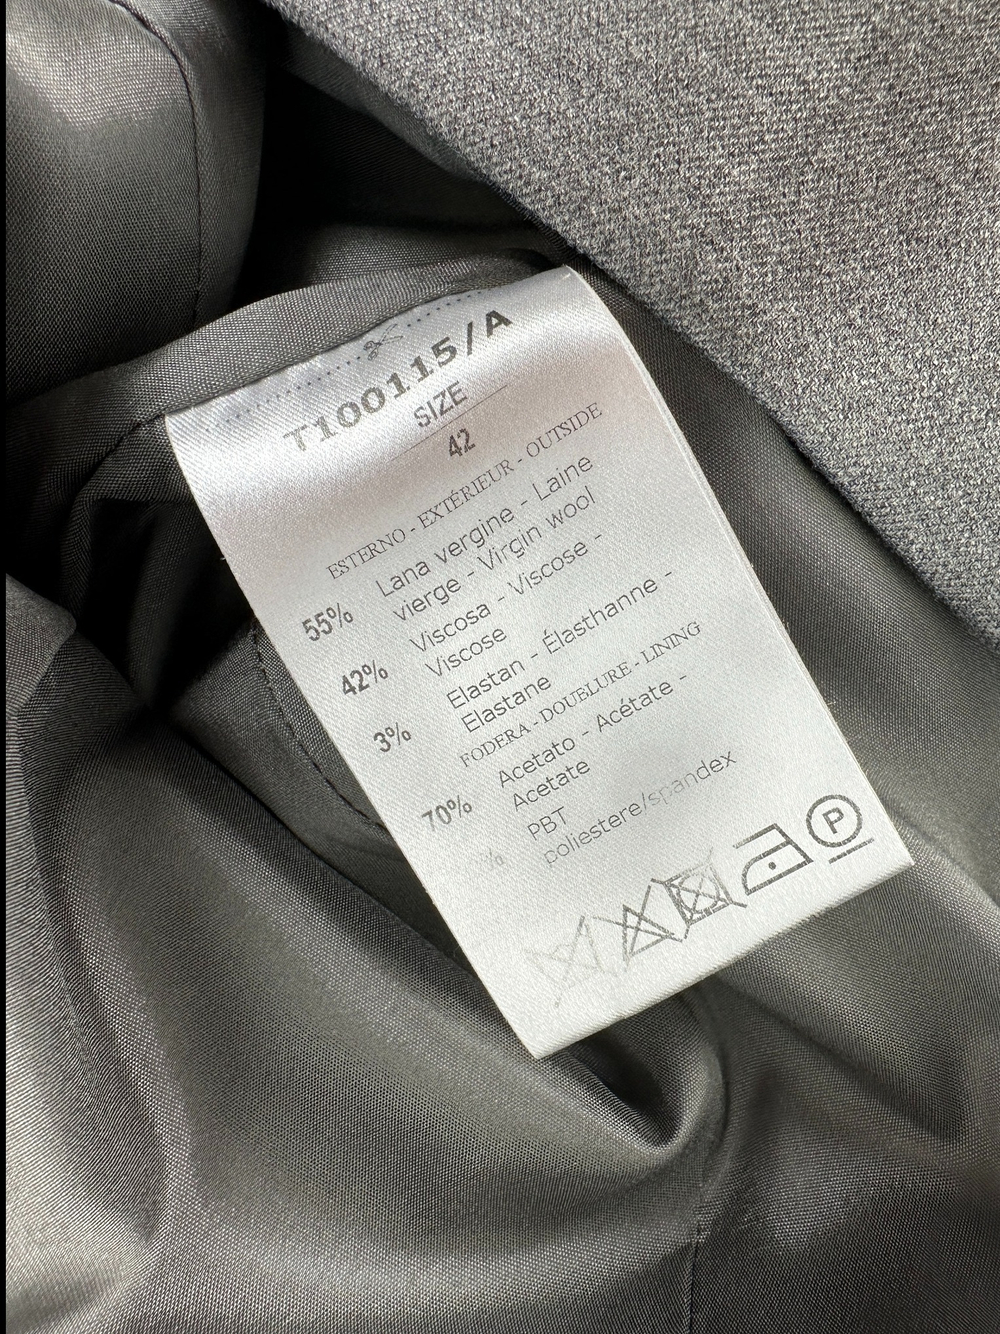 T100115/A
SIZE
42
ESTERNO - EXTÉRIEUR - OUTSIDE
55% Lana vergine - Laine
vierge - Virgin wool
42% Viscosa - Viscose -
Viscose
3% Elastan - Élasthanne -
Elastane
FODERA - DOUBLURE - LINING
70% Acetato - Acétate -
Acetate
% PBT
poliestere/spandex
P